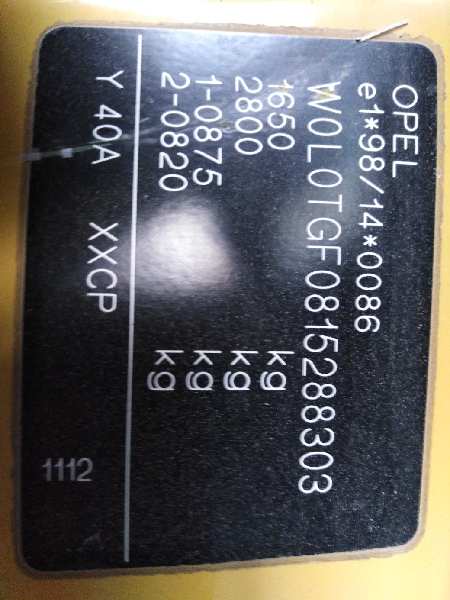 OPEL
e1*98/14*0086
W0L0TGF0815288303
1650 kg
2800 kg
1-0875 kg
2-0820 kg
Y 40A XXCP
1112